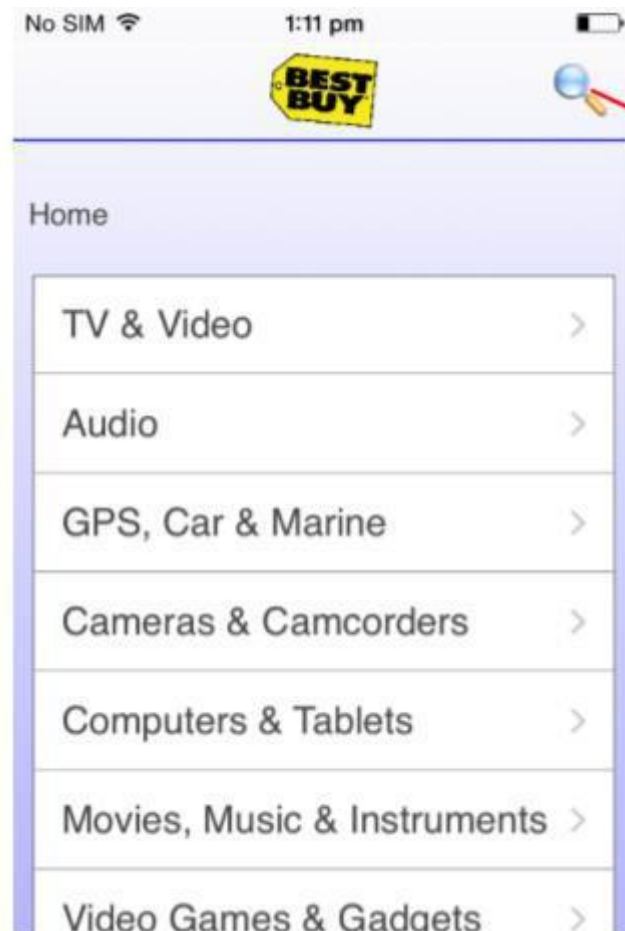 No SIM 1:11 pm
BEST
BUY
Home
TV & Video
Audio
GPS, Car & Marine
Cameras & Camcorders
Computers & Tablets
Movies, Music & Instruments
Video Games & Gadgets